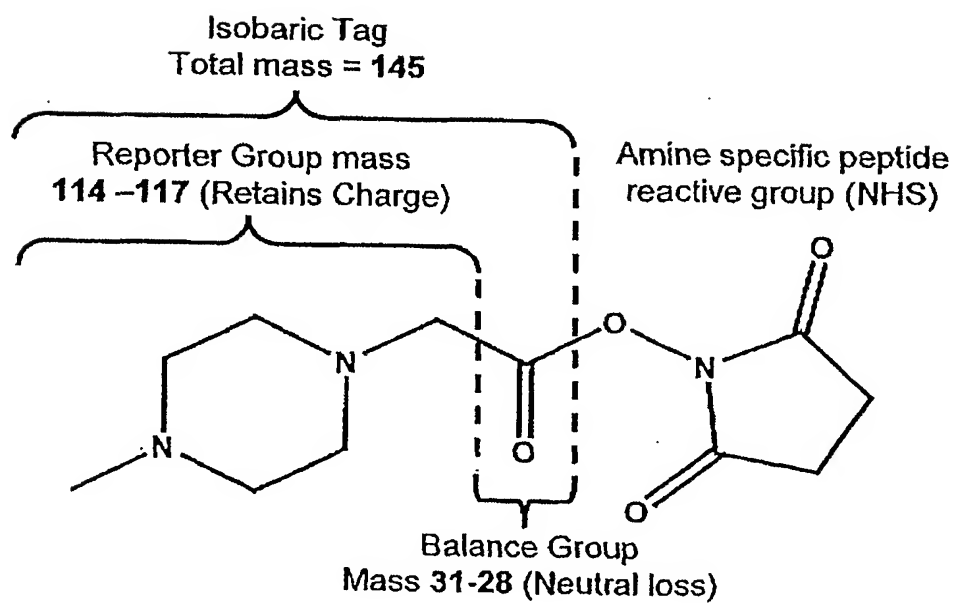 Isobaric Tag
Total mass = 145
Reporter Group mass
114 –117 (Retains Charge)
Amine specific peptide
reactive group (NHS)
O
O
N
N
N
O
O
Balance Group
Mass 31-28 (Neutral loss)